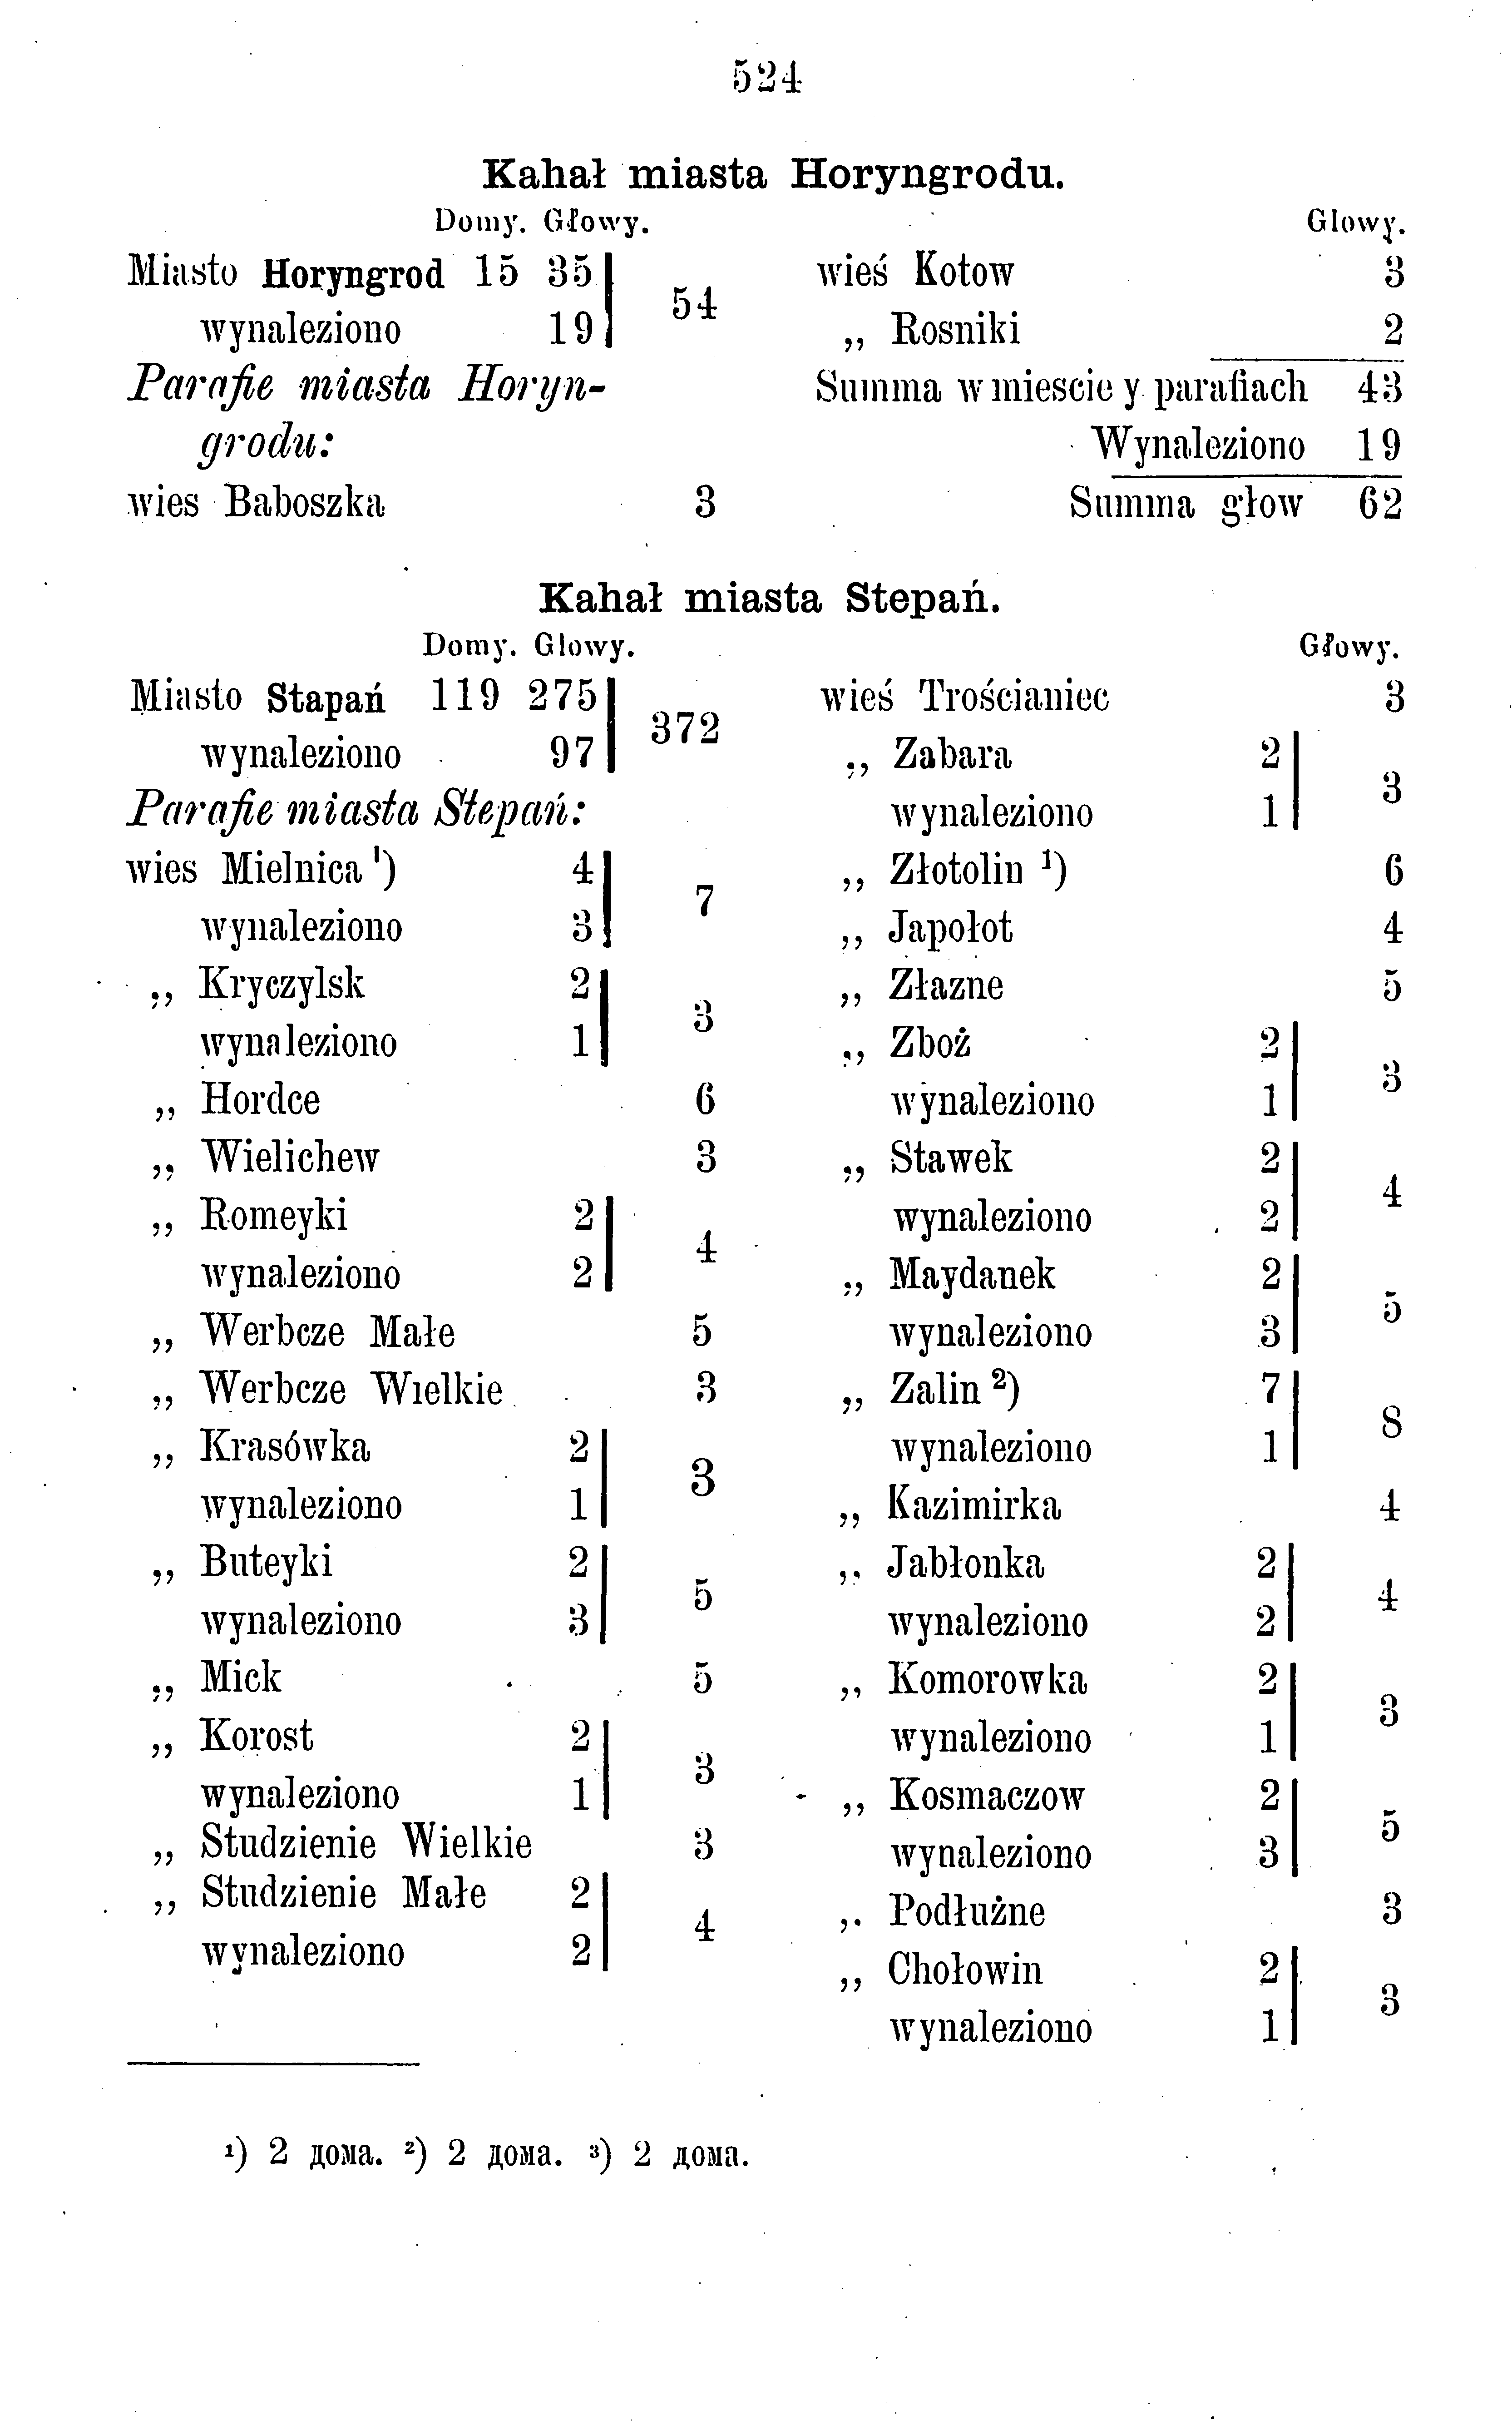 524
Kahał miasta Horyngrodu.
Domy. Głowy.
Miasto Horyngrod 15 35
54
wynaleziono 19
Parafie miasta Horyn-
grodu:
wies Baboszka 3
Glowy.
wieś Kotow 3
„ Rosniki 2
Summa w miescie y parafiach 43
Wynaleziono 19
Summa głow 62
Kahał miasta Stepań.
Domy. Glowy.
Miasto Stapań 119 275
372
wynaleziono 97
Parafie miasta Stepań:
wies Mielnica ¹) 4
7
wynaleziono 3
„ Kryczylsk 2
3
wynaleziono 1
„ Hordce 6
„ Wielichew 3
„ Romeyki 2
4
wynaleziono 2
„ Werbcze Małe 5
„ Werbcze Wielkie 3
„ Krasówka 2
3
wynaleziono 1
„ Buteyki 2
5
wynaleziono 3
„ Mick 5
„ Korost 2
3
wynaleziono 1
„ Studzienie Wielkie 3
„ Studzienie Małe 2
4
wynaleziono 2
Głowy.
wieś Trościaniec 3
„ Zabara 2
3
wynaleziono 1
„ Złotolin ¹) 6
„ Japołot 4
„ Złazne 5
„ Zboż 2
3
wynaleziono 1
„ Stawek 2
4
wynaleziono 2
„ Maydanek 2
5
wynaleziono 3
„ Zalin ²) 7
8
wynaleziono 1
„ Kazimirka 4
„ Jabłonka 2
4
wynaleziono 2
„ Komorowka 2
3
wynaleziono 1
„ Kosmaczow 2
5
wynaleziono 3
„ Podłużne 3
„ Chołowin 2
3
wynaleziono 1
¹) 2 дома. ²) 2 дома. ³) 2 дома.